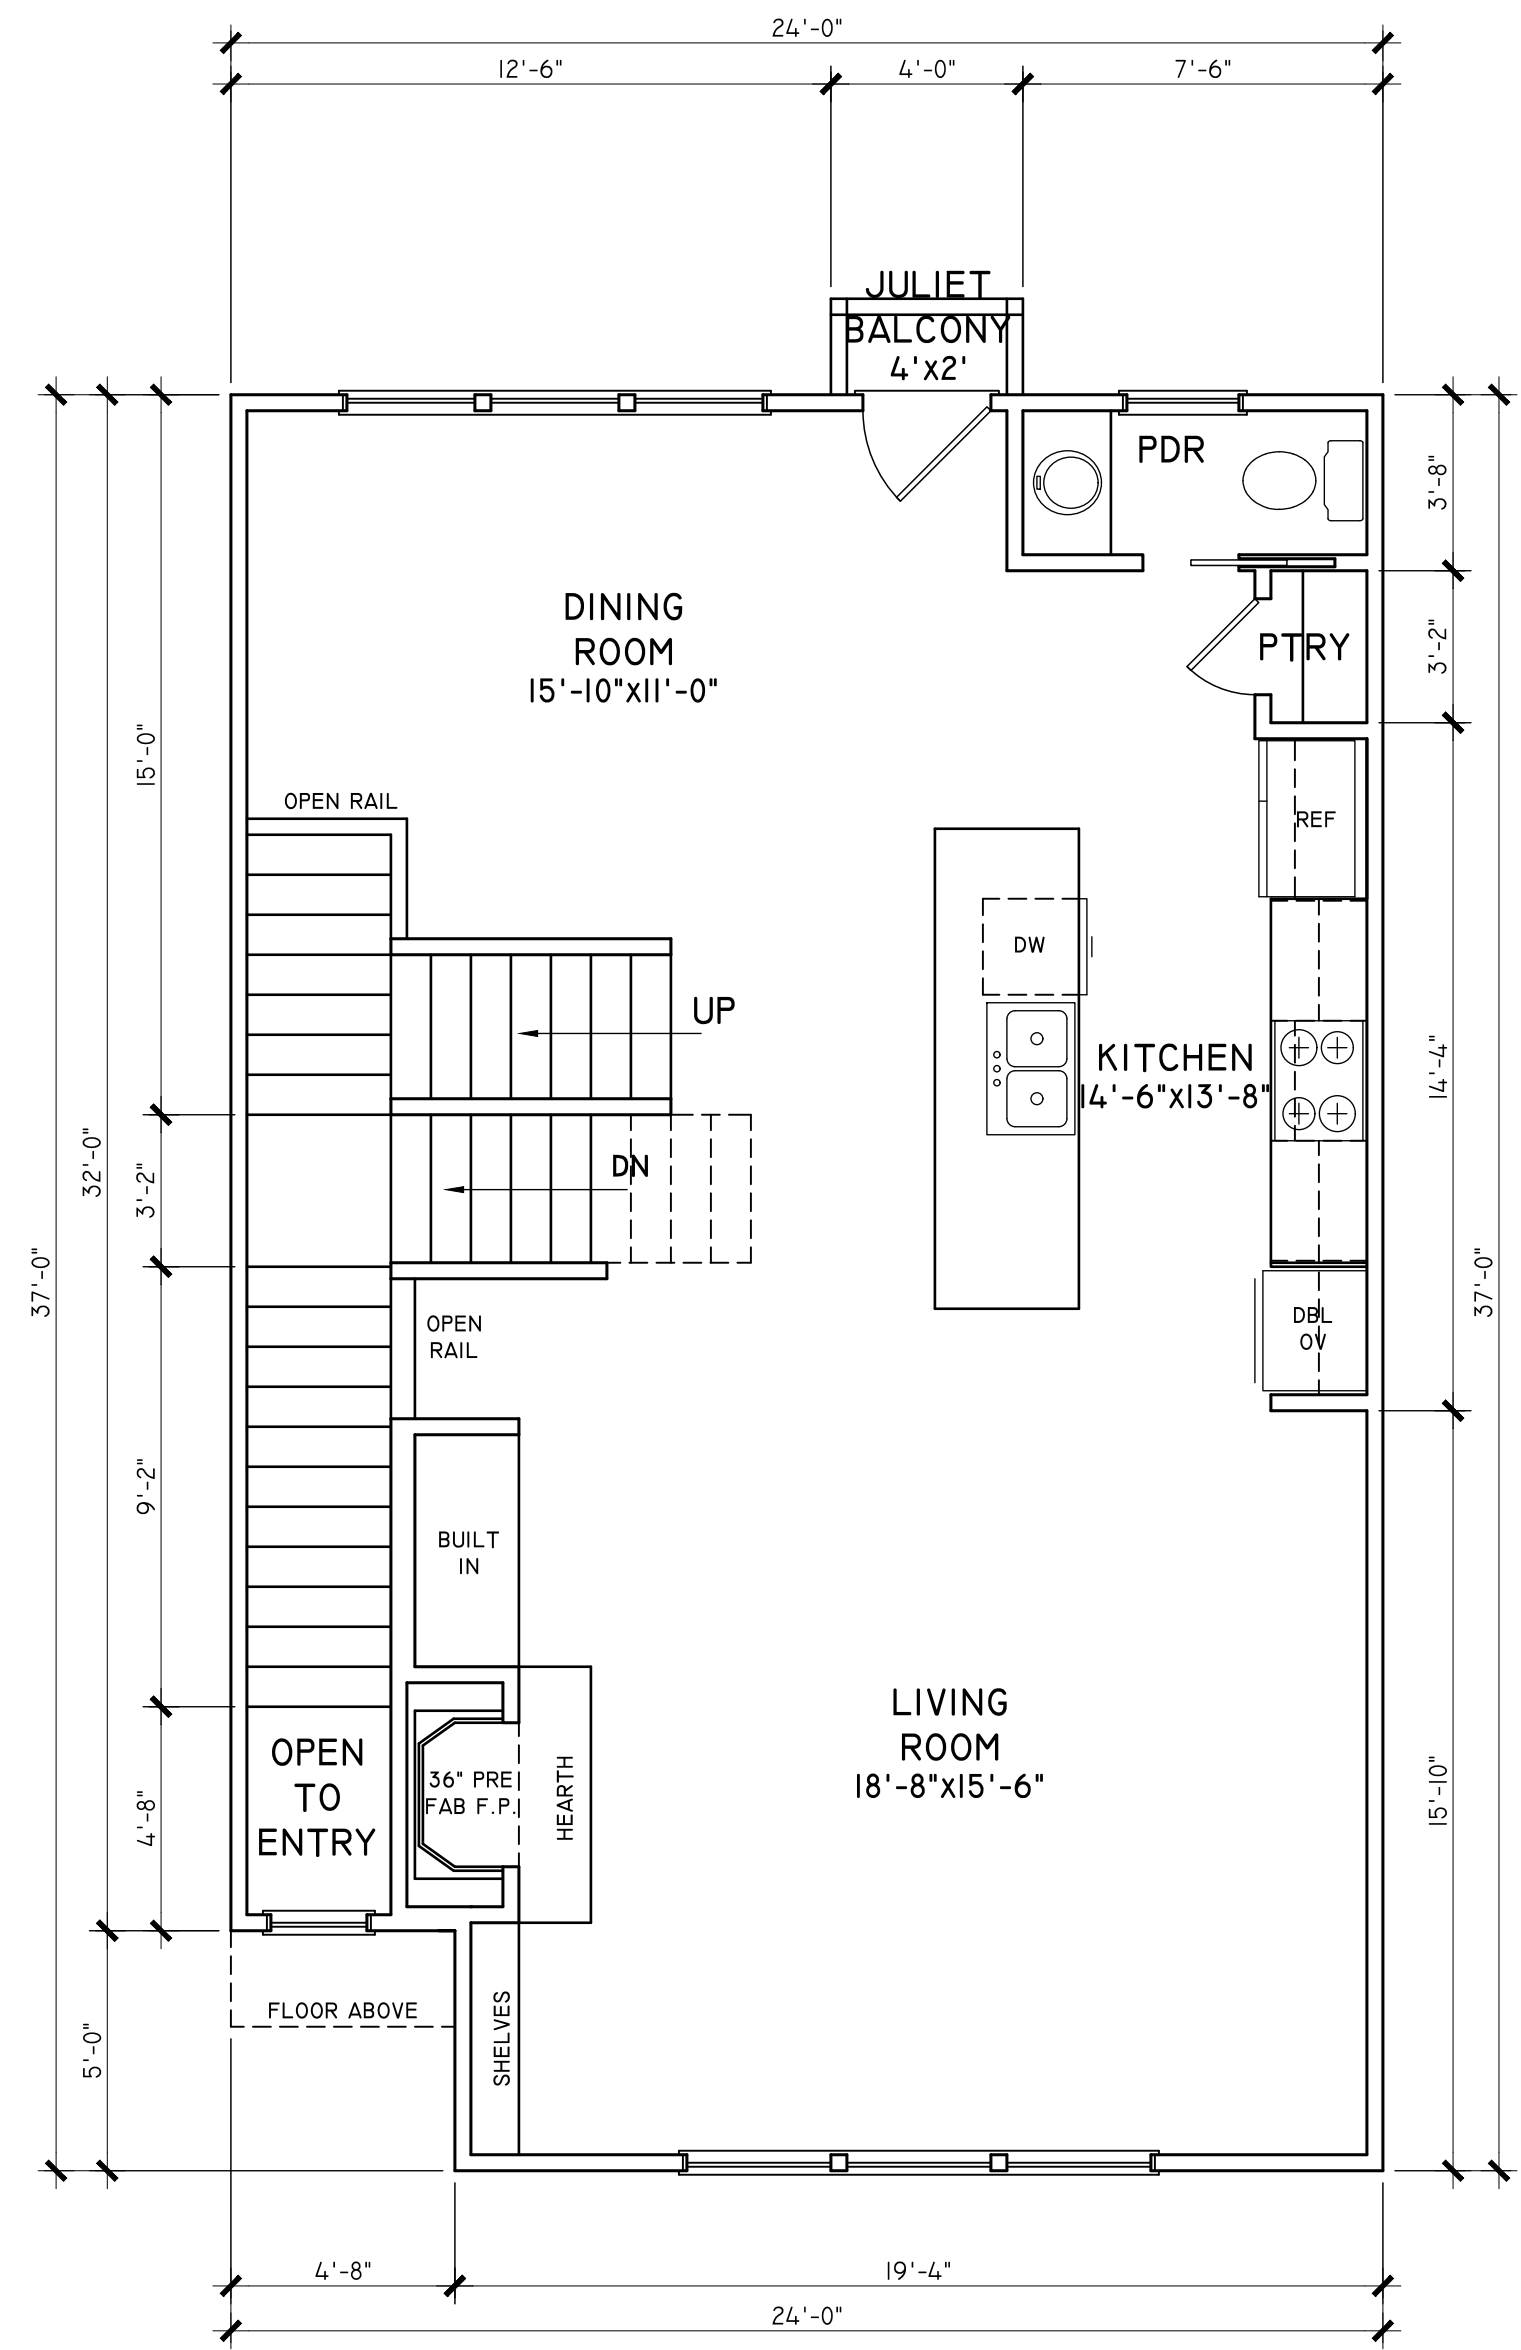 24'-0"
12'-6"
4'-0"
7'-6"
JULIET
BALCONY
4'X2'
PDR
3'-8"
DINING
ROOM
15'-10"X11'-0"
PTRY
3'-2"
15'-0"
OPEN RAIL
REF
DW
UP
KITCHEN
14'-6"X13'-8"
14'-4"
32'-0"
3'-2"
DN
37'-0"
37'-0"
OPEN
RAIL
DBL
OV
9'-2"
BUILT
IN
LIVING
ROOM
18'-8"X15'-6"
OPEN
TO
ENTRY
36" PRE
FAB F.P.
HEARTH
4'-8"
15'-10"
FLOOR ABOVE
SHELVES
5'-0"
4'-8"
19'-4"
24'-0"